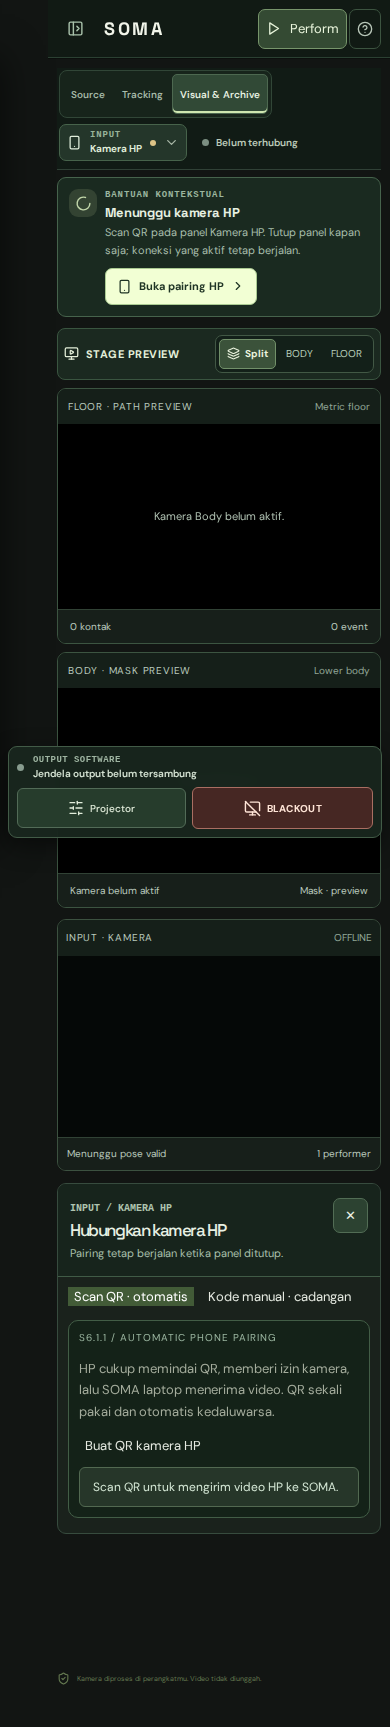 SOMA
Perform
Source
Tracking
Visual & Archive
INPUT
Kamera HP
Belum terhubung
BANTUAN KONTEKSTUAL
Menunggu kamera HP
Scan QR pada panel Kamera HP. Tutup panel kapan
saja; koneksi yang aktif tetap berjalan.
Buka pairing HP
STAGE PREVIEW
Split
BODY
FLOOR
FLOOR · PATH PREVIEW
Metric floor
Kamera Body belum aktif.
0 kontak
0 event
BODY · MASK PREVIEW
Lower body
OUTPUT SOFTWARE
Jendela output belum tersambung
Projector
BLACKOUT
Kamera belum aktif
Mask · preview
INPUT · KAMERA
OFFLINE
Menunggu pose valid
1 performer
INPUT / KAMERA HP
Hubungkan kamera HP
Pairing tetap berjalan ketika panel ditutup.
Scan QR · otomatis
Kode manual · cadangan
S6.1.1 / AUTOMATIC PHONE PAIRING
HP cukup memindai QR, memberi izin kamera,
lalu SOMA laptop menerima video. QR sekali
pakai dan otomatis kedaluwarsa.
Buat QR kamera HP
Scan QR untuk mengirim video HP ke SOMA.
Kamera diproses di perangkatmu. Video tidak diunggah.